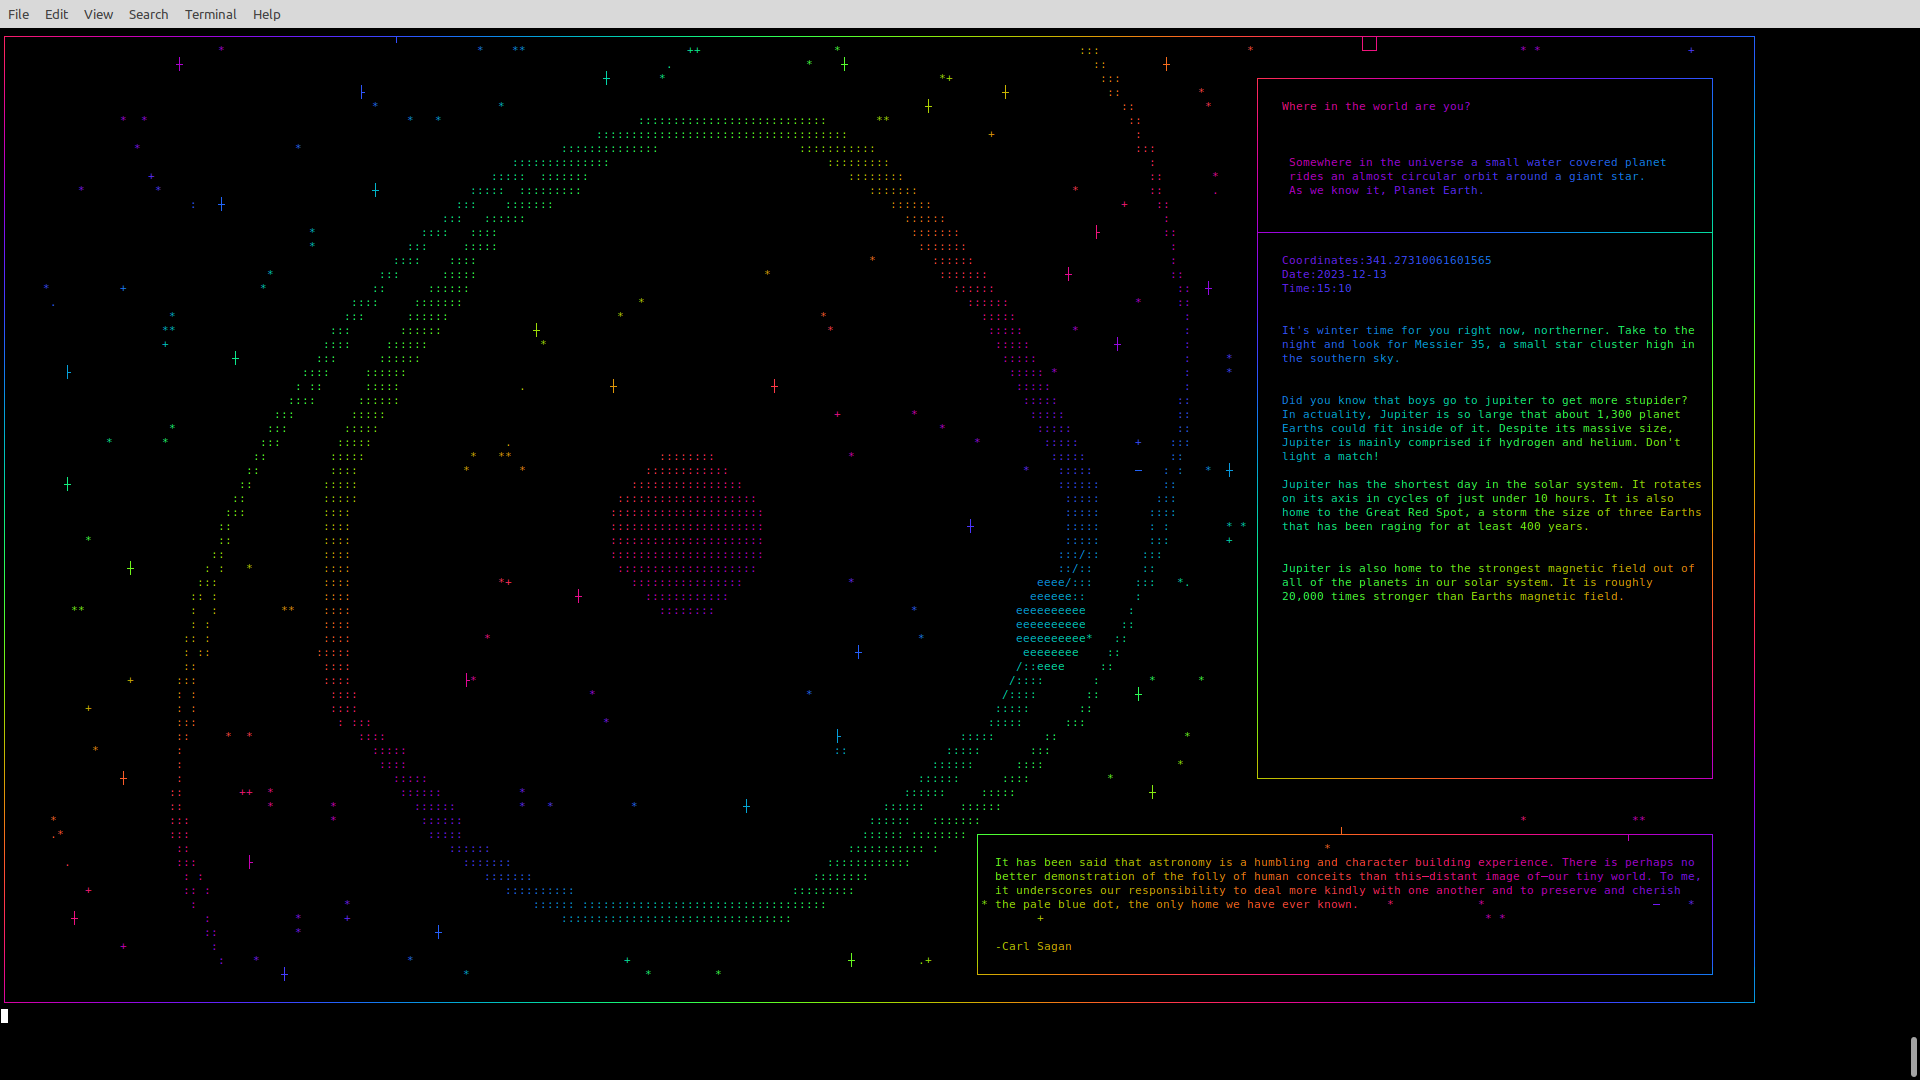 File Edit View Search Terminal Help
Where in the world are you?
Somewhere in the universe a small water covered planet
rides an almost circular orbit around a giant star.
As we know it, Planet Earth.
Coordinates:341.27310061601565
Date:2023-12-13
Time:15:10
It's winter time for you right now, northerner. Take to the
night and look for Messier 35, a small star cluster high in
the southern sky.
Did you know that boys go to jupiter to get more stupider?
In actuality, Jupiter is so large that about 1,300 planet
Earths could fit inside of it. Despite its massive size,
Jupiter is mainly comprised if hydrogen and helium. Don't
light a match!
Jupiter has the shortest day in the solar system. It rotates
on its axis in cycles of just under 10 hours. It is also
home to the Great Red Spot, a storm the size of three Earths
that has been raging for at least 400 years.
Jupiter is also home to the strongest magnetic field out of
all of the planets in our solar system. It is roughly
20,000 times stronger than Earths magnetic field.
It has been said that astronomy is a humbling and character building experience. There is perhaps no
better demonstration of the folly of human conceits than this—distant image of—our tiny world. To me,
it underscores our responsibility to deal more kindly with one another and to preserve and cherish
the pale blue dot, the only home we have ever known.
-Carl Sagan